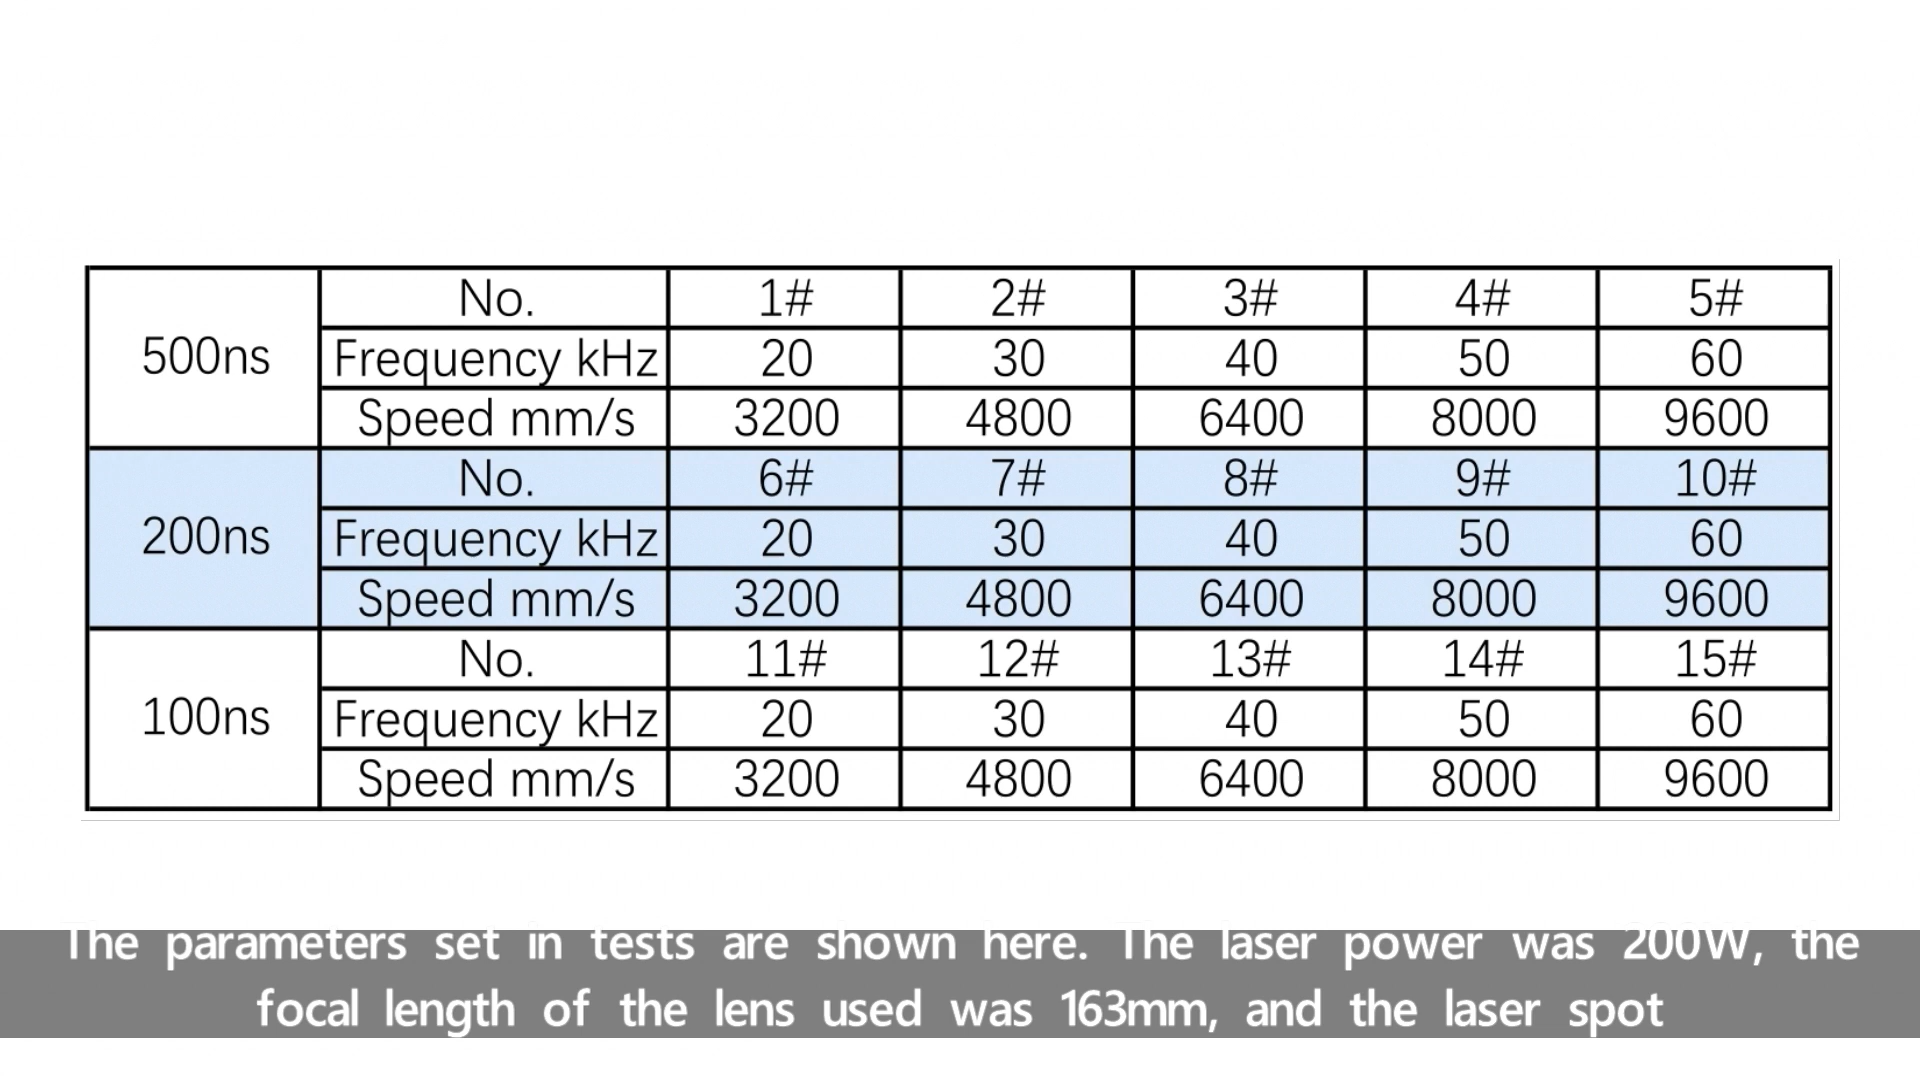 500ns
No. 1# 2# 3# 4# 5#
Frequency kHz 20 30 40 50 60
Speed mm/s 3200 4800 6400 8000 9600
200ns
No. 6# 7# 8# 9# 10#
Frequency kHz 20 30 40 50 60
Speed mm/s 3200 4800 6400 8000 9600
100ns
No. 11# 12# 13# 14# 15#
Frequency kHz 20 30 40 50 60
Speed mm/s 3200 4800 6400 8000 9600
The parameters set in tests are shown here. The laser power was 200W, the
focal length of the lens used was 163mm, and the laser spot